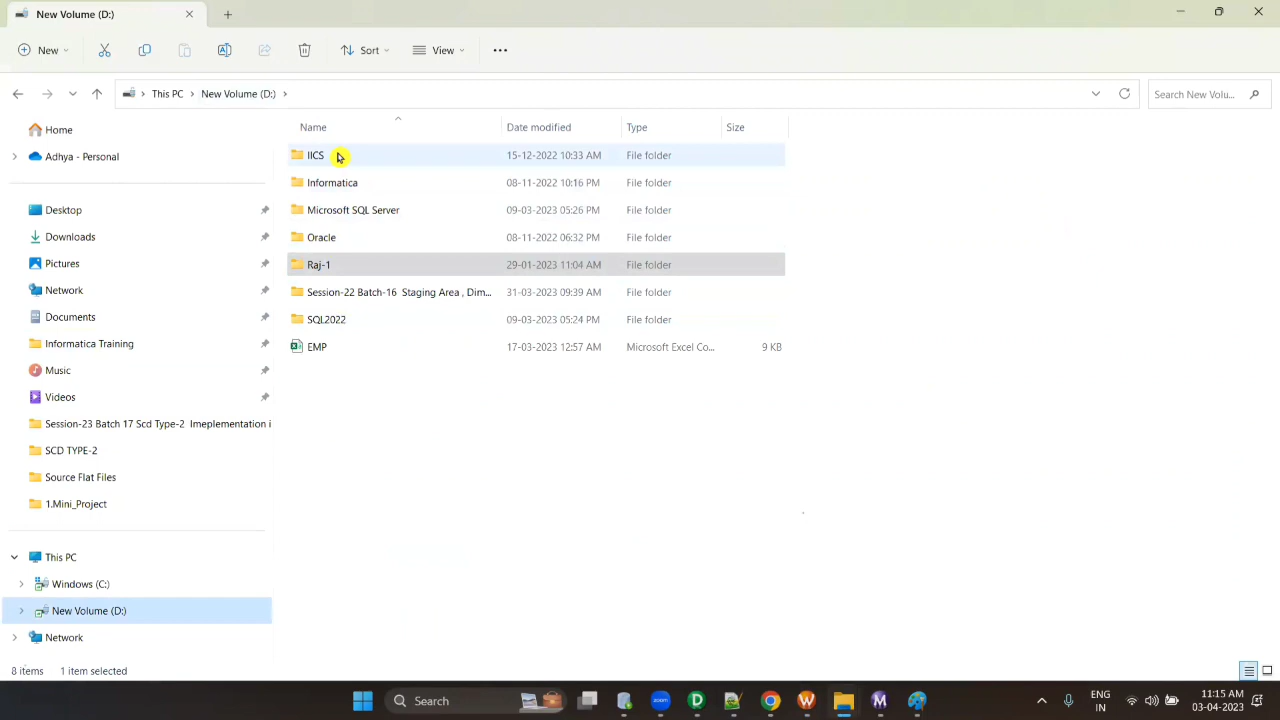 New Volume (D:)
New
Sort
View
This PC
New Volume (D:)
Search New Volu...
Home
Adhya - Personal
Desktop
Downloads
Pictures
Network
Documents
Informatica Training
Music
Videos
Session-23 Batch 17 Scd Type-2 Imeplementation i
SCD TYPE-2
Source Flat Files
1.Mini_Project
This PC
Windows (C:)
New Volume (D:)
Network
Name Date modified Type Size
IICS 15-12-2022 10:33 AM File folder
Informatica 08-11-2022 10:16 PM File folder
Microsoft SQL Server 09-03-2023 05:26 PM File folder
Oracle 08-11-2022 06:32 PM File folder
Raj-1 29-01-2023 11:04 AM File folder
Session-22 Batch-16 Staging Area , Dim... 31-03-2023 09:39 AM File folder
SQL2022 09-03-2023 05:24 PM File folder
EMP 17-03-2023 12:57 AM Microsoft Excel Co... 9 KB
8 items 1 item selected
Search
zoom
D
W
M
ENG
IN
11:15 AM
03-04-2023